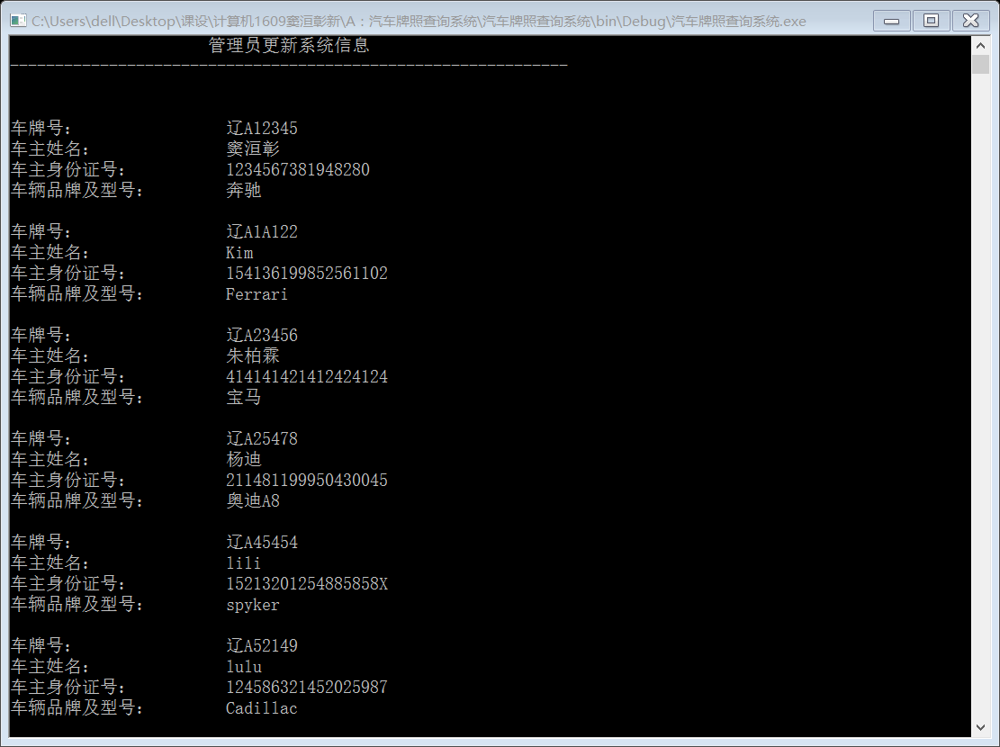 C:\Users\dell\Desktop\课设\计算机1609窦洹彰新\A：汽车牌照查询系统\汽车牌照查询系统\bin\Debug\汽车牌照查询系统.exe
管理员更新系统信息
--------------------------------------------------------------
车牌号: 辽A12345
车主姓名: 窦洹彰
车主身份证号: 1234567381948280
车辆品牌及型号: 奔驰
车牌号: 辽A1A122
车主姓名: Kim
车主身份证号: 154136199852561102
车辆品牌及型号: Ferrari
车牌号: 辽A23456
车主姓名: 朱柏霖
车主身份证号: 414141421412424124
车辆品牌及型号: 宝马
车牌号: 辽A25478
车主姓名: 杨迪
车主身份证号: 211481199950430045
车辆品牌及型号: 奥迪A8
车牌号: 辽A45454
车主姓名: lili
车主身份证号: 15213201254885858X
车辆品牌及型号: spyker
车牌号: 辽A52149
车主姓名: lulu
车主身份证号: 124586321452025987
车辆品牌及型号: Cadillac